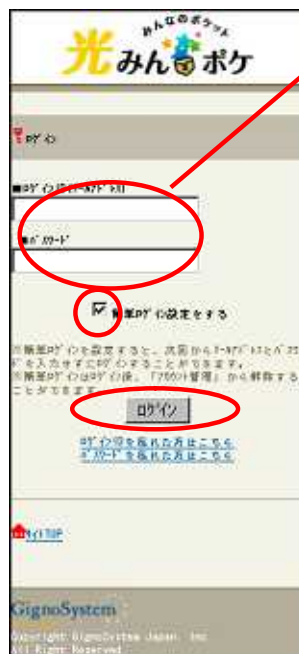 みんなのポケット
光みんなポケ
ログイン
■ログインID(ﾒｰﾙｱﾄﾞﾚｽ)
■ﾊﾟｽﾜｰﾄﾞ
簡単ﾛｸﾞｲﾝ設定をする
※簡単ﾛｸﾞｲﾝを設定すると、次回からﾒｰﾙｱﾄﾞﾚｽとﾊﾟｽﾜｰ
ﾄﾞを入力せずにﾛｸﾞｲﾝすることができます。
※簡単ﾛｸﾞｲﾝはﾛｸﾞｲﾝ後、「ｱｶｳﾝﾄ管理」から解除する
ことができます。
ﾛｸﾞｲﾝ
ﾛｸﾞｲﾝIDを忘れた方はこちら
ﾊﾟｽﾜｰﾄﾞを忘れた方はこちら
ｻｲﾄTOP
GignoSystem
Copyright GignoSystem Japan, Inc.
All Right Reserved.